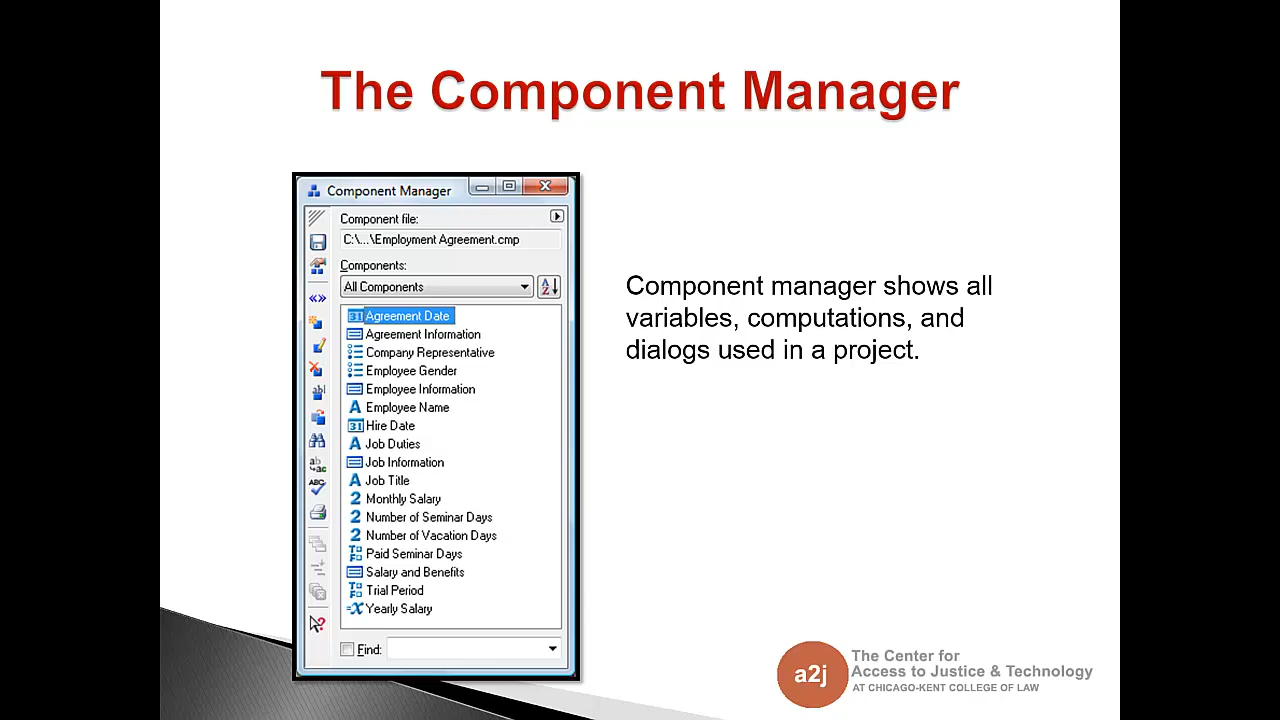 The Component Manager
Component Manager
Component file:
C:\...\Employment Agreement.cmp
Components:
All Components
Agreement Date
Agreement Information
Company Representative
Employee Gender
Employee Information
Employee Name
Hire Date
Job Duties
Job Information
Job Title
Monthly Salary
Number of Seminar Days
Number of Vacation Days
Paid Seminar Days
Salary and Benefits
Trial Period
Yearly Salary
Find:
Component manager shows all
variables, computations, and
dialogs used in a project.
a2j
The Center for
Access to Justice & Technology
AT CHICAGO-KENT COLLEGE OF LAW